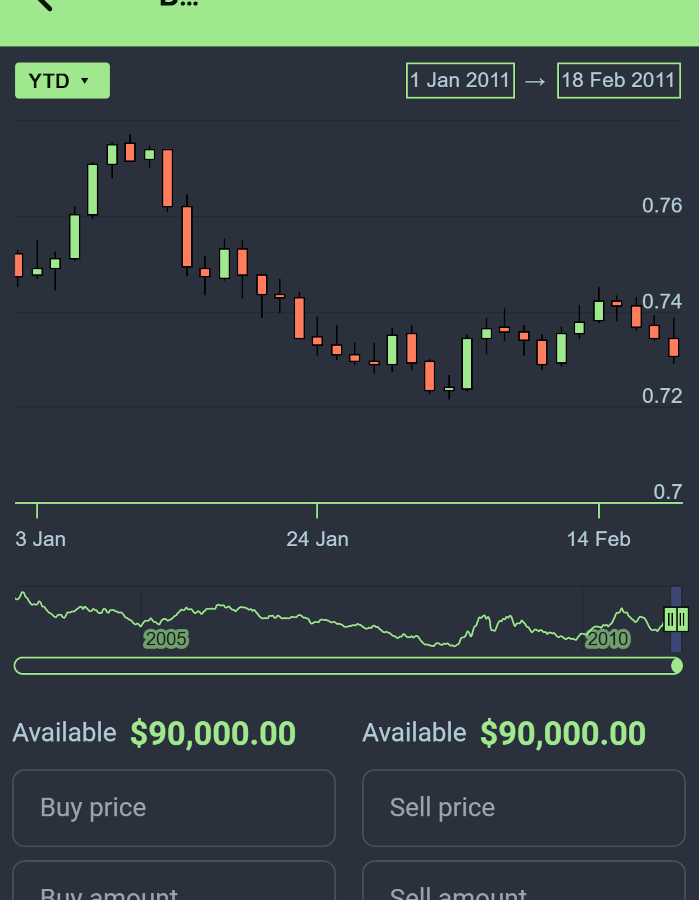 YTD
1 Jan 2011 → 18 Feb 2011
0.76
0.74
0.72
0.7
3 Jan 24 Jan 14 Feb
2005 2010
Available $90,000.00 Available $90,000.00
Buy price Sell price
Buy amount Sell amount